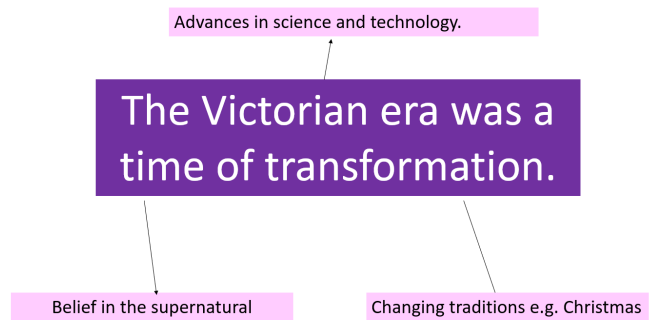 Advances in science and technology.
The Victorian era was a
time of transformation.
Belief in the supernatural
Changing traditions e.g. Christmas